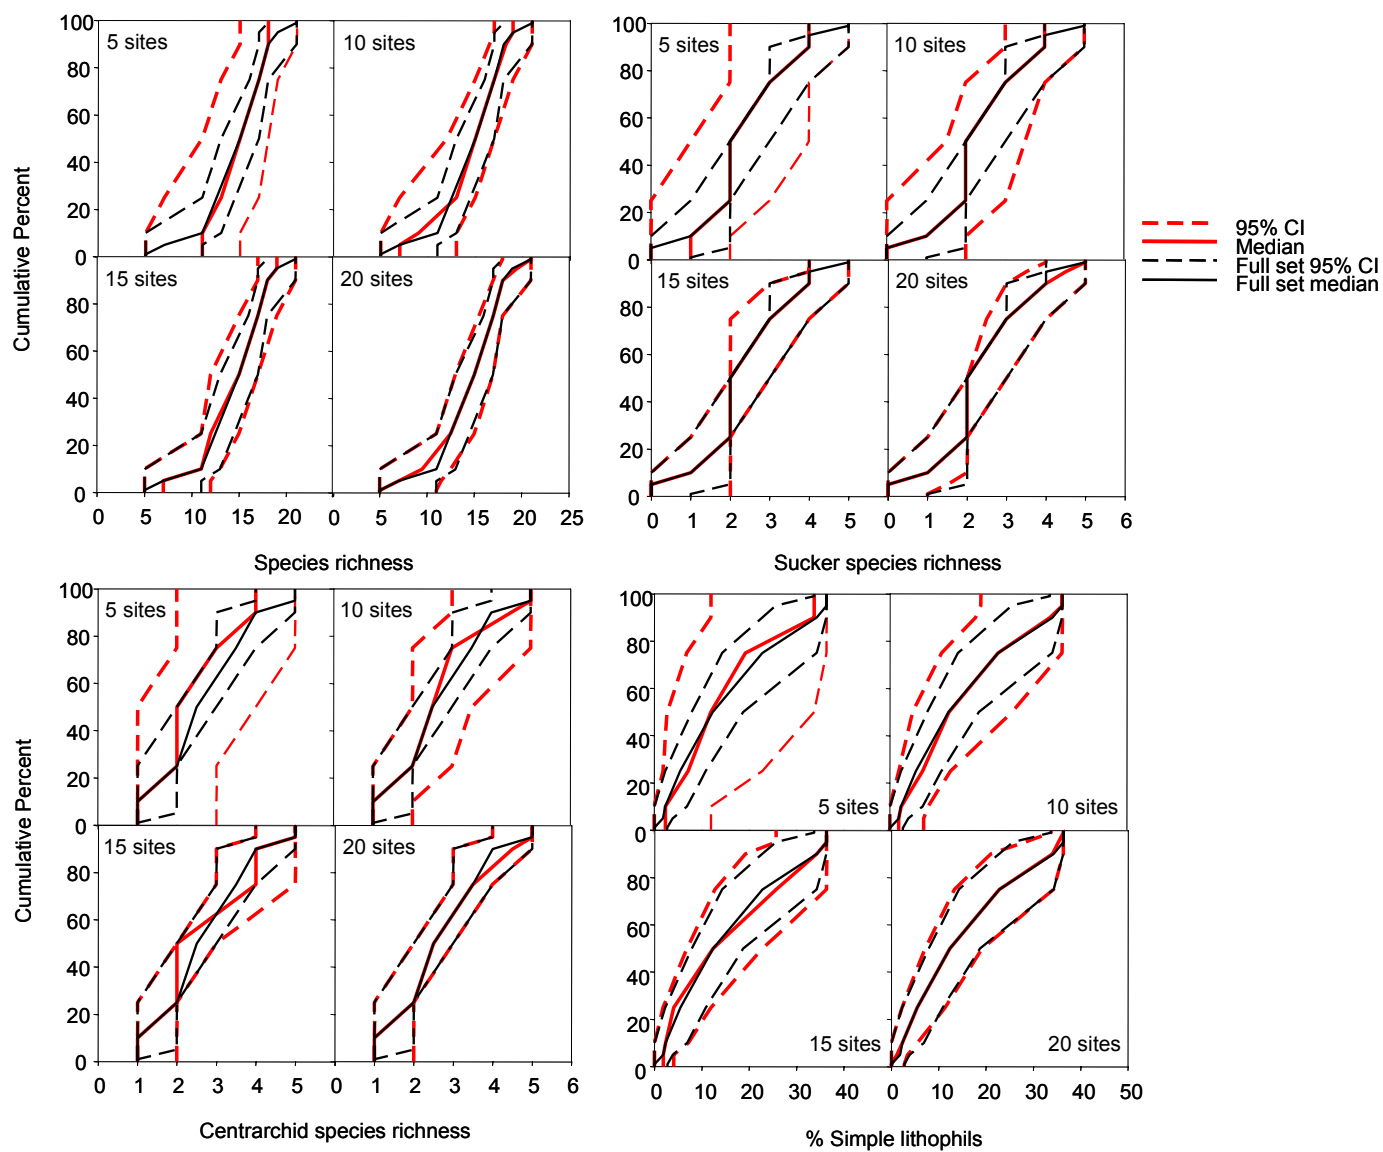 100
80
60
40
20
0
5 sites
10 sites
80
60
40
20
0
15 sites
20 sites
0 5 10 15 20 0 5 10 15 20 25
Cumulative Percent
Species richness
100
80
60
40
20
0
5 sites
10 sites
80
60
40
20
0
15 sites
20 sites
0 1 2 3 4 5 0 1 2 3 4 5 6
Sucker species richness
95% CI
Median
Full set 95% CI
Full set median
100
80
60
40
20
0
5 sites
10 sites
80
60
40
20
0
15 sites
20 sites
0 1 2 3 4 5 0 1 2 3 4 5 6
Cumulative Percent
Centrarchid species richness
100
80
60
40
20
0
5 sites
10 sites
80
60
40
20
0
15 sites
20 sites
0 10 20 30 40 0 10 20 30 40 50
% Simple lithophils